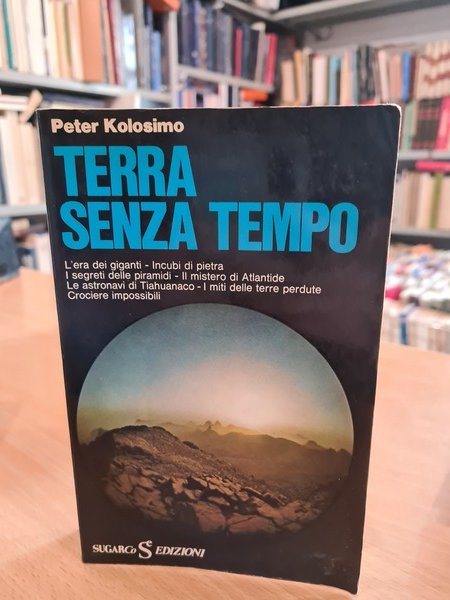 Peter Kolosimo
TERRA
SENZA TEMPO
L'era dei giganti - Incubi di pietra
I segreti delle piramidi - Il mistero di Atlantide
Le astronavi di Tiahuanaco - I miti delle terre perdute
Crociere impossibili
SUGARCo Se EDIZIONI